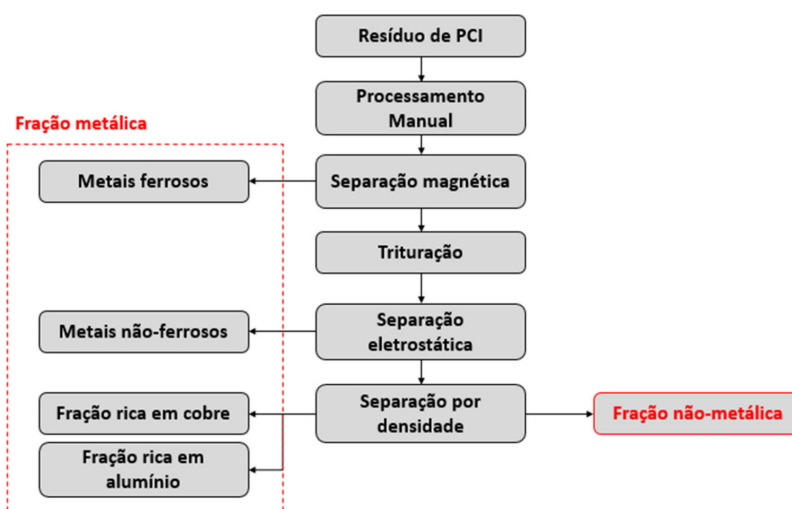 Resíduo de PCI
Processamento
Manual
Fração metálica
Metais ferrosos
Separação magnética
Trituração
Metais não-ferrosos
Separação
eletrostática
Fração rica em cobre
Separação por
densidade
Fração não-metálica
Fração rica em
alumínio